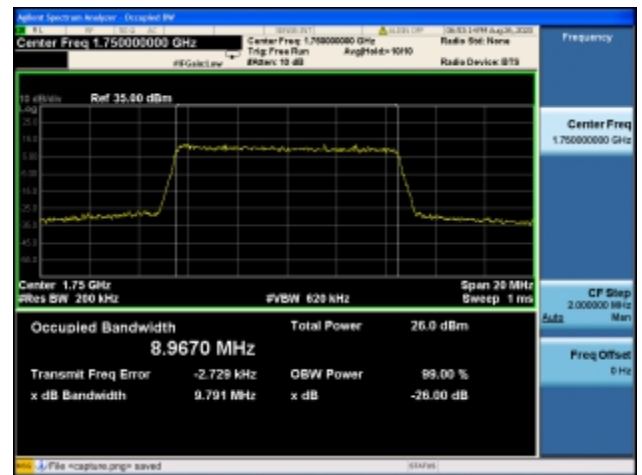 Agilent Spectrum Analyzer - Occupied BW
Center Freq 1.750000000 GHz
Center Freq: 1.750000000 GHz
Radio Std: None
Trig: Free Run
Avg|Hold:> 10/10
#IFGain:Low
#Atten: 10 dB
Radio Device: BTS
Frequency
10 dB/div
Ref 35.00 dBm
Log
25.0
15.0
5.00
-5.00
-15.0
-25.0
-35.0
-45.0
-55.0
Center Freq
1.750000000 GHz
Center 1.75 GHz
Span 20 MHz
#Res BW 200 kHz
#VBW 620 kHz
Sweep 1 ms
CF Step
2.000000 MHz
Auto
Man
Occupied Bandwidth
Total Power
26.0 dBm
8.9670 MHz
Freq Offset
0 Hz
Transmit Freq Error
-2.729 kHz
OBW Power
99.00 %
x dB Bandwidth
9.791 MHz
x dB
-26.00 dB
MSG
File <capture.png> saved
STATUS